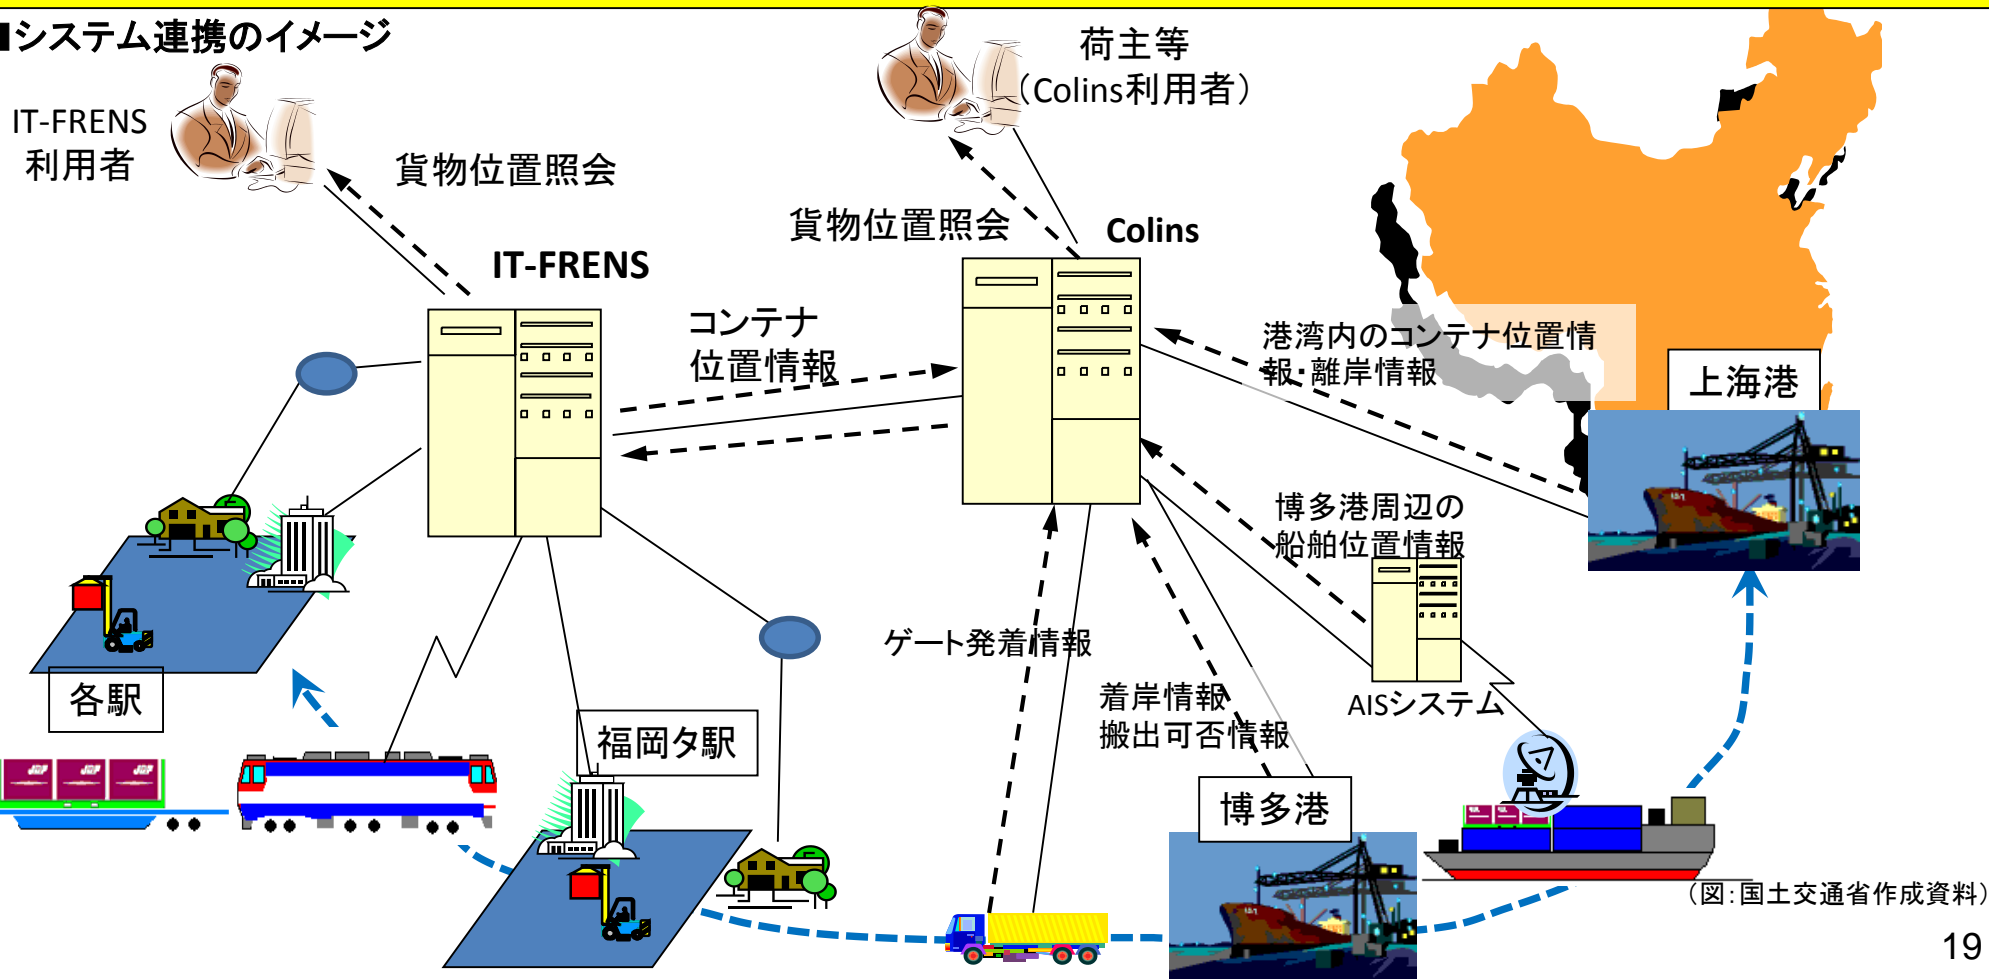 ■システム連携のイメージ
荷主等
（Colins利用者）
IT-FRENS
利用者
貨物位置照会
貨物位置照会
Colins
IT-FRENS
コンテナ
位置情報
港湾内のコンテナ位置情
報・離岸情報
上海港
博多港周辺の
船舶位置情報
ゲート発着情報
着岸情報
搬出可否情報
AISシステム
各駅
福岡タ駅
博多港
（図：国土交通省作成資料）
19